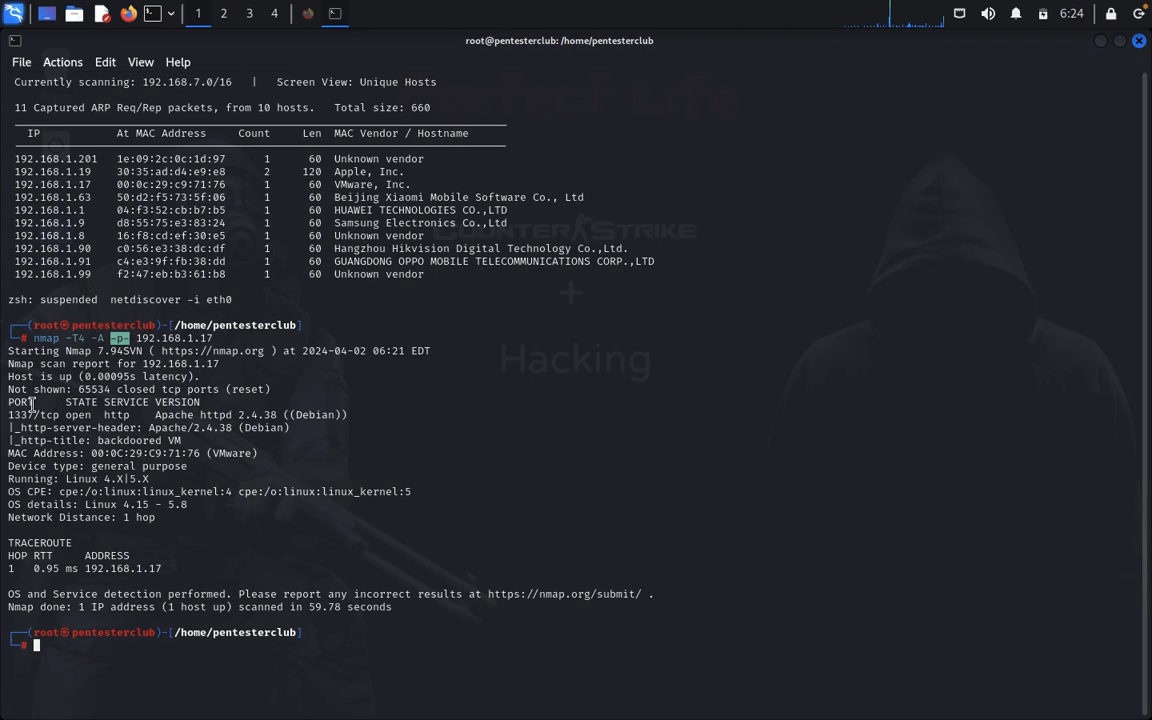 1 2 3 4 6:24
root@pentesterclub: /home/pentesterclub
File Actions Edit View Help
Currently scanning: 192.168.7.0/16 | Screen View: Unique Hosts
11 Captured ARP Req/Rep packets, from 10 hosts. Total size: 660
IP At MAC Address Count Len MAC Vendor / Hostname
192.168.1.201 1e:09:2c:0c:1d:97 1 60 Unknown vendor
192.168.1.19 30:35:ad:d4:e9:e8 2 120 Apple, Inc.
192.168.1.17 00:0c:29:c9:71:76 1 60 VMware, Inc.
192.168.1.63 50:d2:f5:73:5f:06 1 60 Beijing Xiaomi Mobile Software Co., Ltd
192.168.1.1 04:f3:52:cb:b7:b5 1 60 HUAWEI TECHNOLOGIES CO.,LTD
192.168.1.9 d8:55:75:e3:83:24 1 60 Samsung Electronics Co.,Ltd
192.168.1.8 16:f8:cd:ef:30:e5 1 60 Unknown vendor
192.168.1.90 c0:56:e3:38:dc:df 1 60 Hangzhou Hikvision Digital Technology Co.,Ltd.
192.168.1.91 c4:e3:9f:fb:38:dd 1 60 GUANGDONG OPPO MOBILE TELECOMMUNICATIONS CORP.,LTD
192.168.1.99 f2:47:eb:b3:61:b8 1 60 Unknown vendor
zsh: suspended netdiscover -i eth0
┌──(root㉿pentesterclub)-[/home/pentesterclub]
└─# nmap -T4 -A -p- 192.168.1.17
Starting Nmap 7.94SVN ( https://nmap.org ) at 2024-04-02 06:21 EDT
Nmap scan report for 192.168.1.17
Host is up (0.00095s latency).
Not shown: 65534 closed tcp ports (reset)
PORT STATE SERVICE VERSION
1337/tcp open http Apache httpd 2.4.38 ((Debian))
|_http-server-header: Apache/2.4.38 (Debian)
|_http-title: backdoored VM
MAC Address: 00:0C:29:C9:71:76 (VMware)
Device type: general purpose
Running: Linux 4.X|5.X
OS CPE: cpe:/o:linux:linux_kernel:4 cpe:/o:linux:linux_kernel:5
OS details: Linux 4.15 - 5.8
Network Distance: 1 hop
TRACEROUTE
HOP RTT ADDRESS
1 0.95 ms 192.168.1.17
OS and Service detection performed. Please report any incorrect results at https://nmap.org/submit/ .
Nmap done: 1 IP address (1 host up) scanned in 59.78 seconds
┌──(root㉿pentesterclub)-[/home/pentesterclub]
└─#
COUNTER STRIKE
+
Hacking